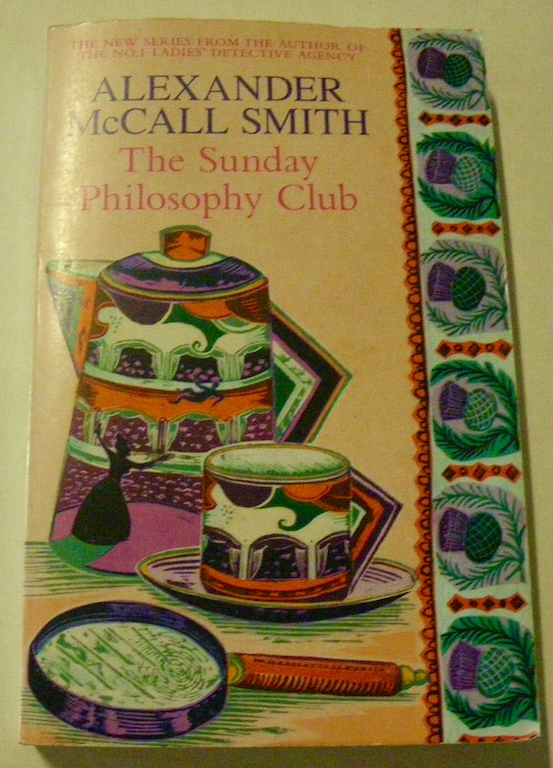 THE NEW SERIES FROM THE AUTHOR OF
THE NO.1 LADIES' DETECTIVE AGENCY
ALEXANDER
McCALL SMITH
The Sunday
Philosophy Club